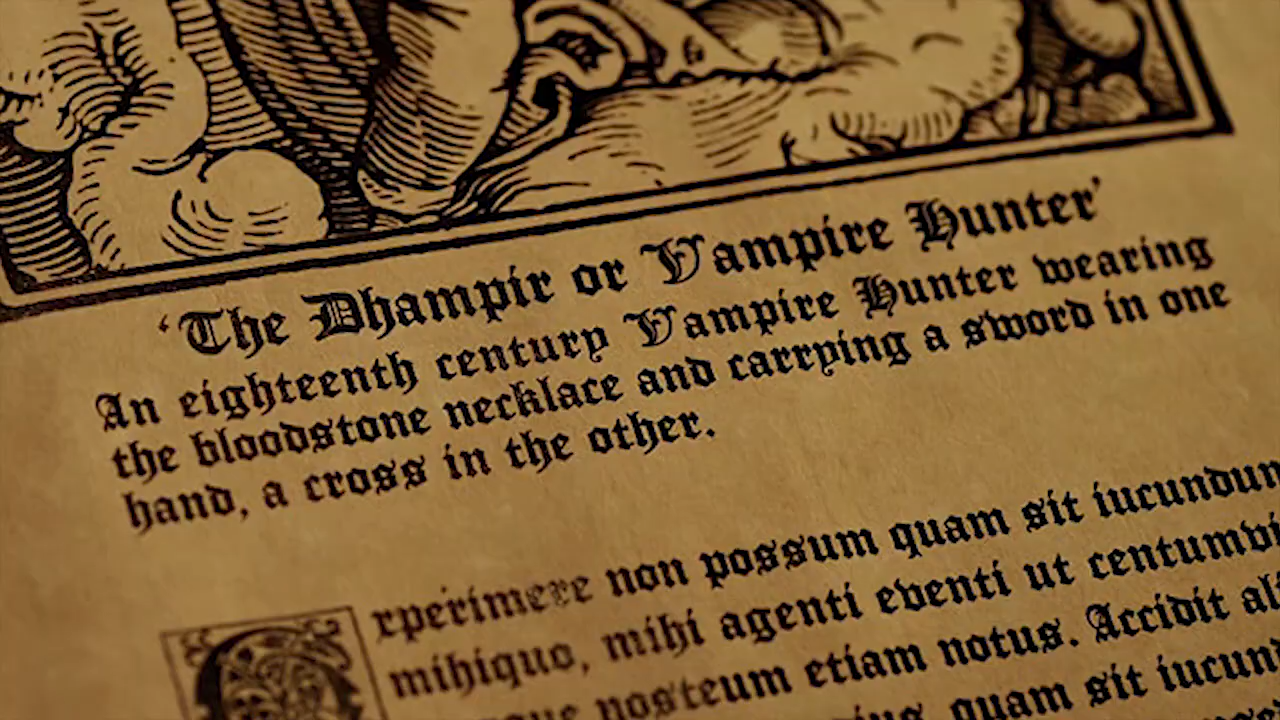 ‘The Dhampir or Vampire Hunter’
An eighteenth century Vampire Hunter wearing
the bloodstone necklace and carrying a sword in one
hand, a cross in the other.
rperimere non possum quam sit iucundum
mihiquo, mihi agenti eventi ut centumvi
nosteum etiam notus. Accidit ali
quam sit iucun